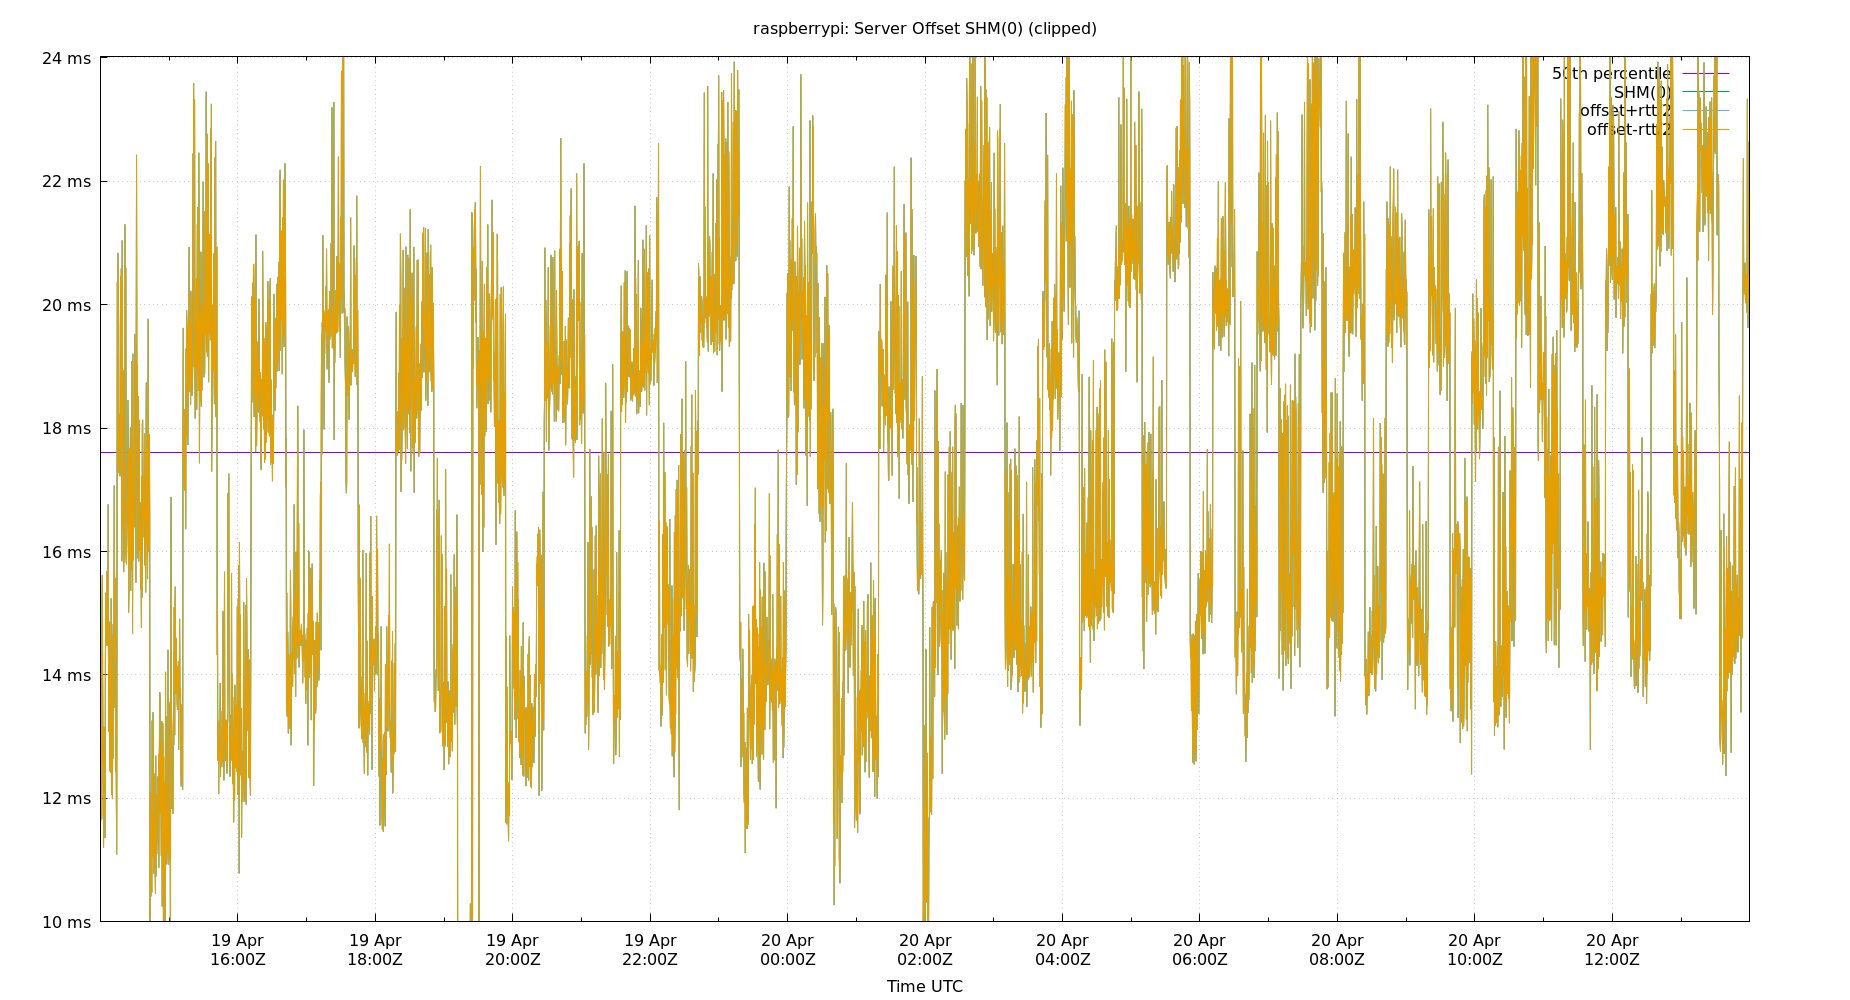 raspberrypi: Server Offset SHM(0) (clipped)
24 ms
22 ms
20 ms
18 ms
16 ms
14 ms
12 ms
10 ms
50th percentile
SHM(0)
offset+rtt/2
offset-rtt/2
19 Apr 19 Apr 19 Apr 19 Apr 20 Apr 20 Apr 20 Apr 20 Apr 20 Apr 20 Apr 20 Apr
16:00Z 18:00Z 20:00Z 22:00Z 00:00Z 02:00Z 04:00Z 06:00Z 08:00Z 10:00Z 12:00Z
Time UTC